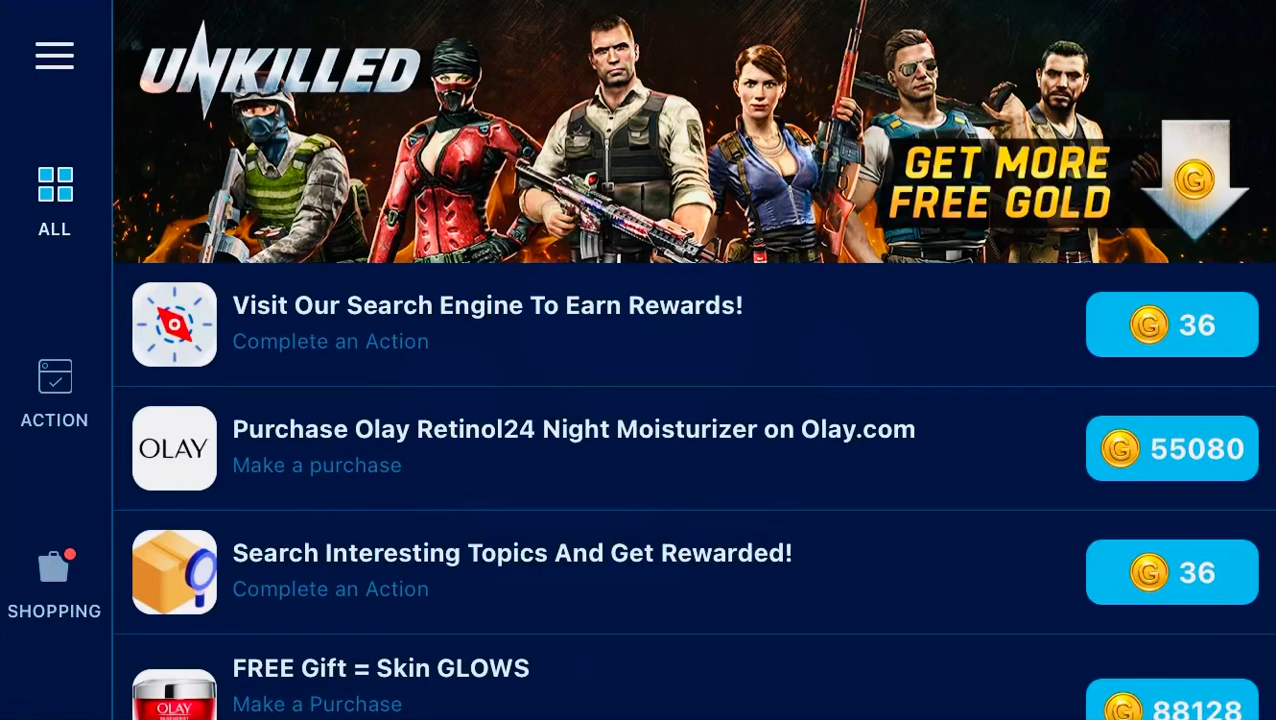 UNKILLED
GET MORE
FREE GOLD
G
ALL
ACTION
SHOPPING
Visit Our Search Engine To Earn Rewards!
Complete an Action
G 36
OLAY
Purchase Olay Retinol24 Night Moisturizer on Olay.com
Make a purchase
G 55080
Search Interesting Topics And Get Rewarded!
Complete an Action
G 36
OLAY
FREE Gift = Skin GLOWS
Make a Purchase
G 88128